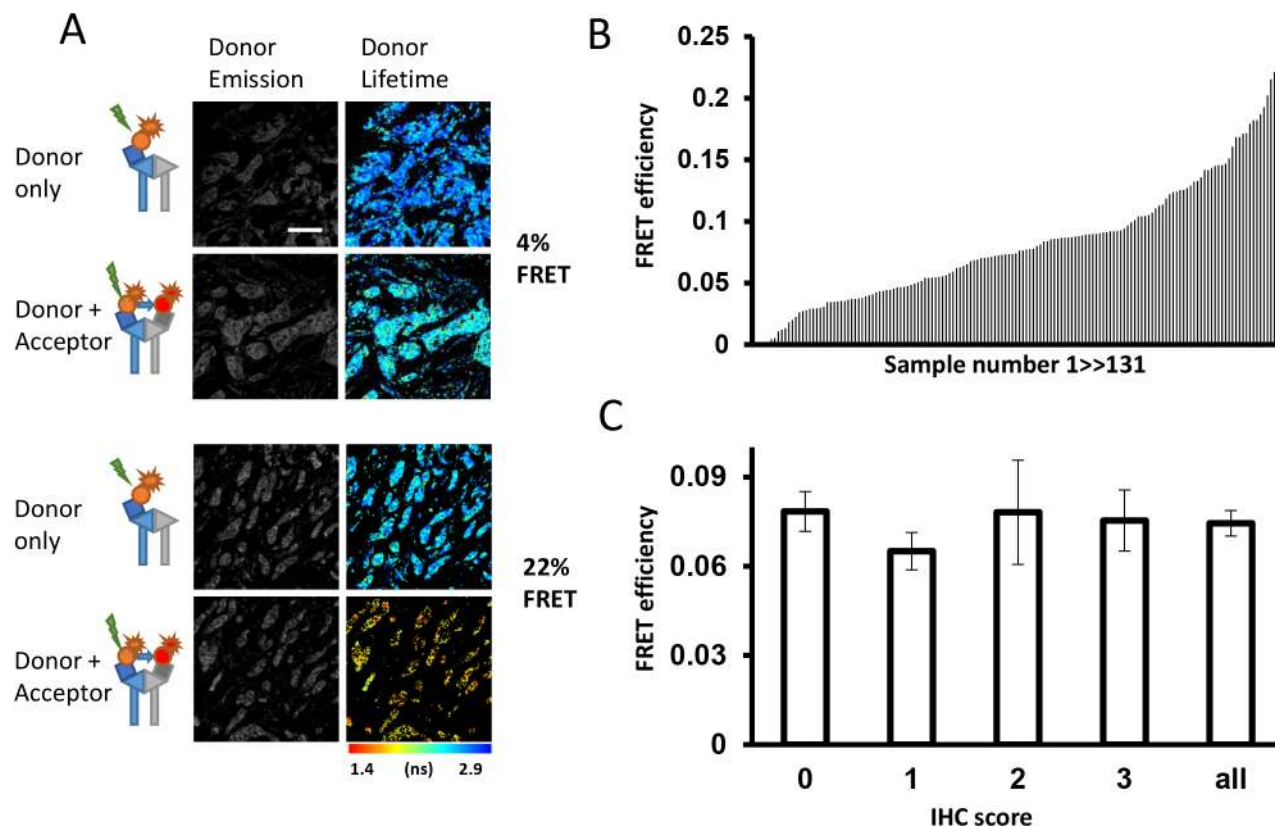 A
Donor
Emission
Donor
Lifetime
Donor
only
Donor +
Acceptor
4%
FRET
Donor
only
Donor +
Acceptor
22%
FRET
1.4 (ns) 2.9
B
FRET efficiency
0.25
0.2
0.15
0.1
0.05
0
Sample number 1>>131
C
FRET efficiency
0.09
0.06
0.03
0
0 1 2 3 all
IHC score